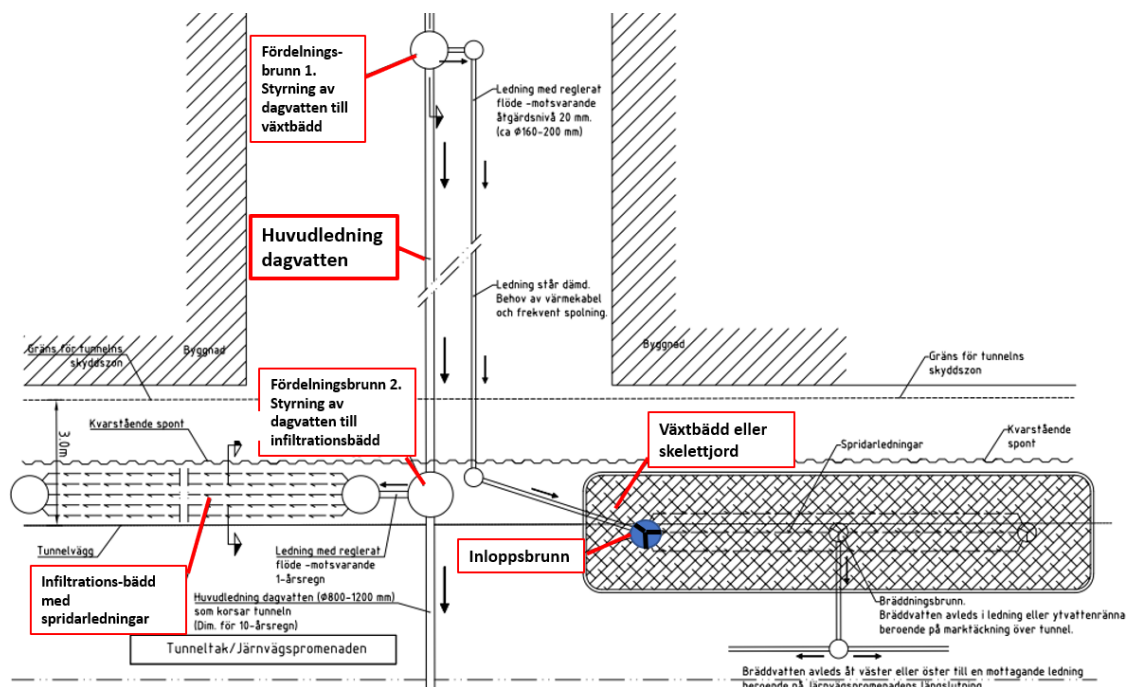 Fördelnings-
brunn 1.
Styrning av
dagvatten till
växtbädd
Ledning med reglerat
flöde -motsvarande
åtgärdsnivå 20 mm.
(ca Ø160-200 mm)
Huvudledning
dagvatten
Ledning står dämd.
Behov av värmekabel
och frekvent spolning.
Byggnad
Byggnad
Gräns för tunnelns
skyddszon
Gräns för tunnelns
skyddszon
Fördelningsbrunn 2.
Styrning av
dagvatten till
infiltrationsbädd
3.0m
Kvarstående spont
Växtbädd eller
skelettjord
Spridarledningar
Kvarstående
spont
Tunnelvägg
Ledning med reglerat
flöde -motsvarande
1-årsregn
Inloppsbrunn
Infiltrations-bädd
med
spridarledningar
Huvudledning dagvatten (Ø800-1200 mm)
som korsar tunneln
(Dim. för 10-årsregn)
Bräddningsbrunn.
Bräddvatten avleds i ledning eller ytvattenränna
beroende på marktäckning över tunnel.
Tunneltak/Järnvägspromenaden
Bräddvatten avleds åt väster eller öster till en mottagande ledning
beroende på Järnvägspromenadens längslutning